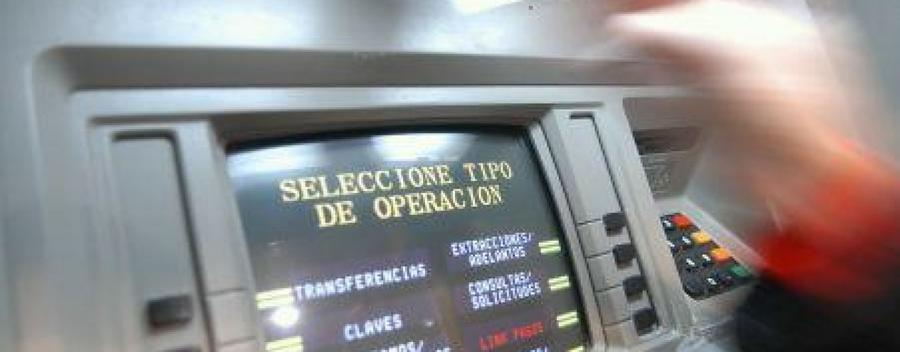 SELECCIONE TIPO
DE OPERACION
EXTRACCIONES/
ADELANTOS
TRANSFERENCIAS
CONSULTAS/
SOLICITUDES
CLAVES
LINK PAGOS